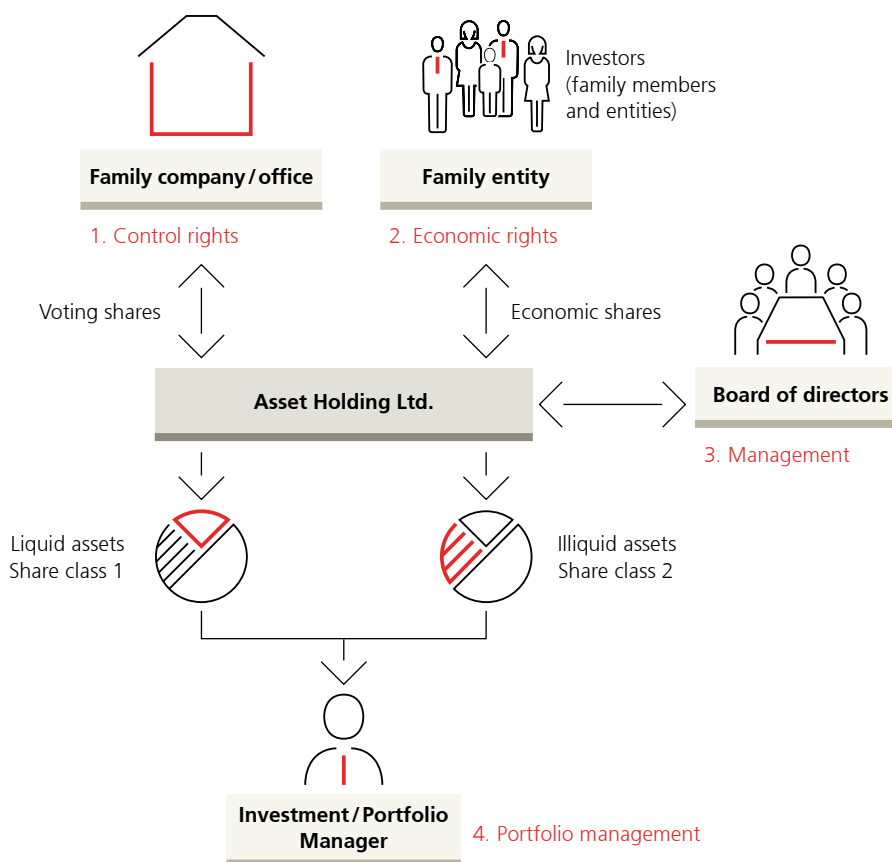 Investors
(family members
and entities)
Family company / office
Family entity
1. Control rights
2. Economic rights
Voting shares
Economic shares
Asset Holding Ltd.
Board of directors
3. Management
Liquid assets
Share class 1
Illiquid assets
Share class 2
Investment / Portfolio
Manager
4. Portfolio management